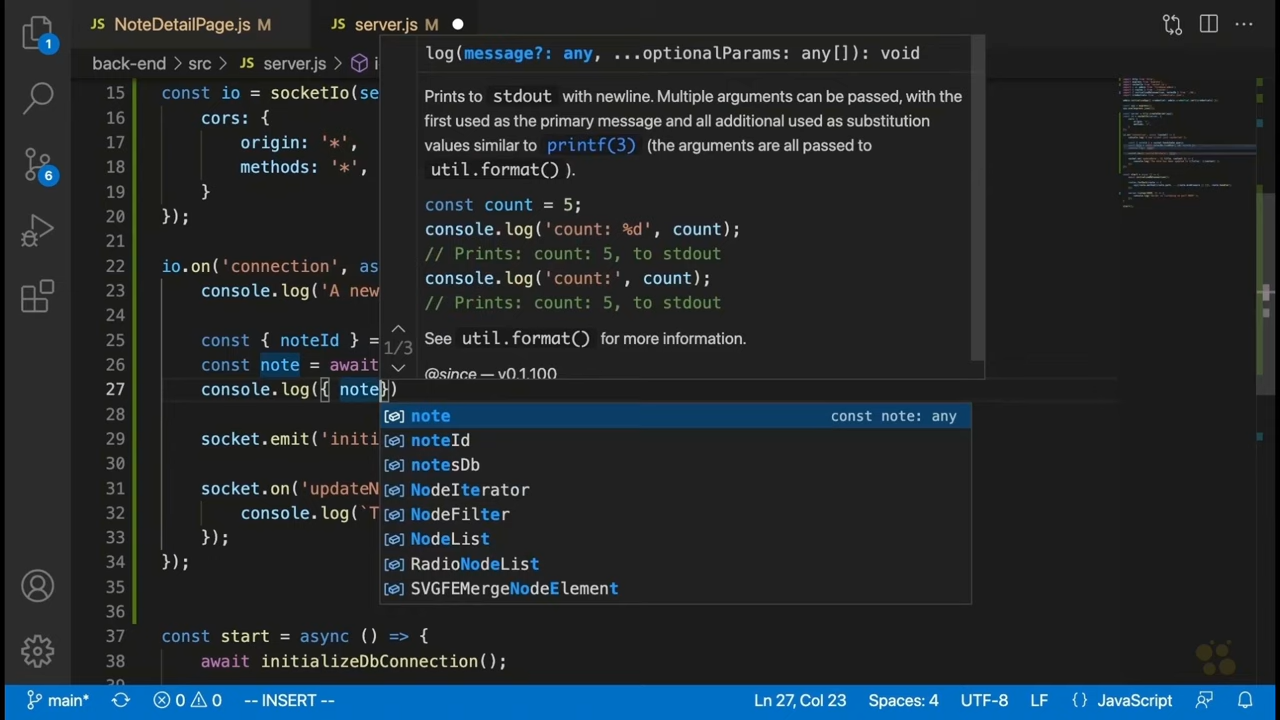 JS NoteDetailPage.js M
JS server.js M
back-end › src › JS server.js ›
15 const io = socketIo(se
16 cors: {
17 origin: '*',
18 methods: '*',
19 }
20 });
21
22 io.on('connection', as
23 console.log('A new
24
25 const { noteId } =
26 const note = await
27 console.log({ note})
28
29 socket.emit('initi
30
31 socket.on('updateN
32 console.log(`T
33 });
34 });
35
36
37 const start = async () => {
38 await initializeDbConnection();
log(message?: any, ...optionalParams: any[]): void
to stdout with newline. Multiple arguments can be passed, with the
first used as the primary message and all additional used as substitution
values similar to printf(3) (the arguments are all passed to
util.format() ).
const count = 5;
console.log('count: %d', count);
// Prints: count: 5, to stdout
console.log('count:', count);
// Prints: count: 5, to stdout
1/3
See util.format() for more information.
@since — v0.1.100
note const note: any
noteId
notesDb
NodeIterator
NodeFilter
NodeList
RadioNodeList
SVGFEMergeNodeElement
1
6
main* 0 0 -- INSERT -- Ln 27, Col 23 Spaces: 4 UTF-8 LF {} JavaScript